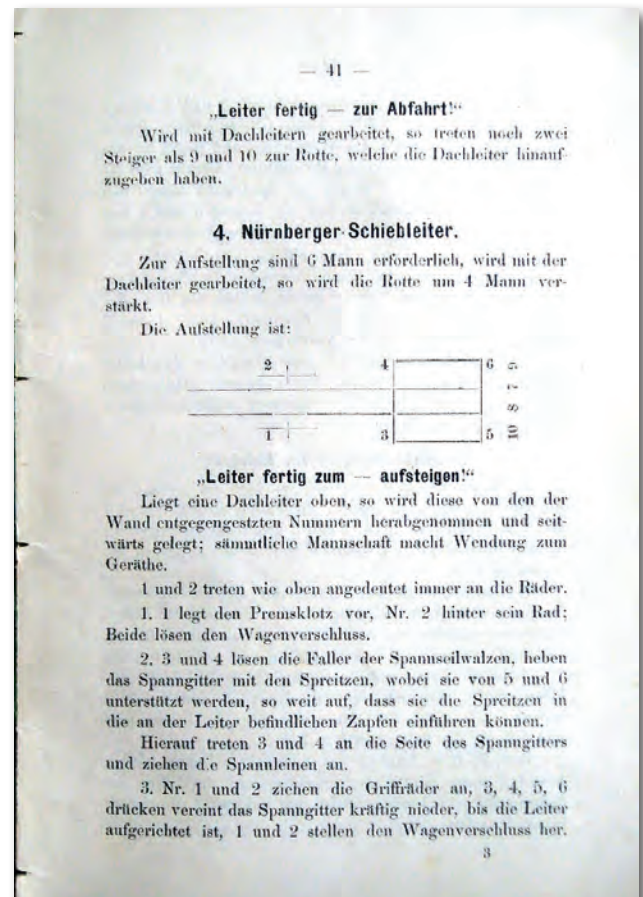 — 41 —
„Leiter fertig — zur Abfahrt!“
Wird mit Dachleitern gearbeitet, so treten noch zwei
Steiger als 9 und 10 zur Rotte, welche die Dachleiter hinauf-
zugeben haben.
4. Nürnberger Schiebleiter.
Zur Aufstellung sind 6 Mann erforderlich, wird mit der
Dachleiter gearbeitet, so wird die Rotte um 4 Mann ver-
stärkt.
Die Aufstellung ist:
2 4 6 9
7
8
1 3 5 10
„Leiter fertig zum — aufsteigen!“
Liegt eine Dachleiter oben, so wird diese von den der
Wand entgegengestzten Nummern herabgenommen und seit-
wärts gelegt; sämmtliche Mannschaft macht Wendung zum
Geräthe.
1 und 2 treten wie oben angedeutet immer an die Räder.
1. 1 legt den Premsklotz vor, Nr. 2 hinter sein Rad;
Beide lösen den Wagenverschluss.
2. 3 und 4 lösen die Faller der Spannseilwalzen, heben
das Spanngitter mit den Spreitzen, wobei sie von 5 und 6
unterstützt werden, so weit auf, dass sie die Spreitzen in
die an der Leiter befindlichen Zapfen einführen können.
Hierauf treten 3 und 4 an die Seite des Spanngitters
und ziehen die Spannleinen an.
3. Nr. 1 und 2 ziehen die Griffräder an, 3, 4, 5, 6
drücken vereint das Spanngitter kräftig nieder, bis die Leiter
aufgerichtet ist, 1 und 2 stellen den Wagenverschluss her.
3